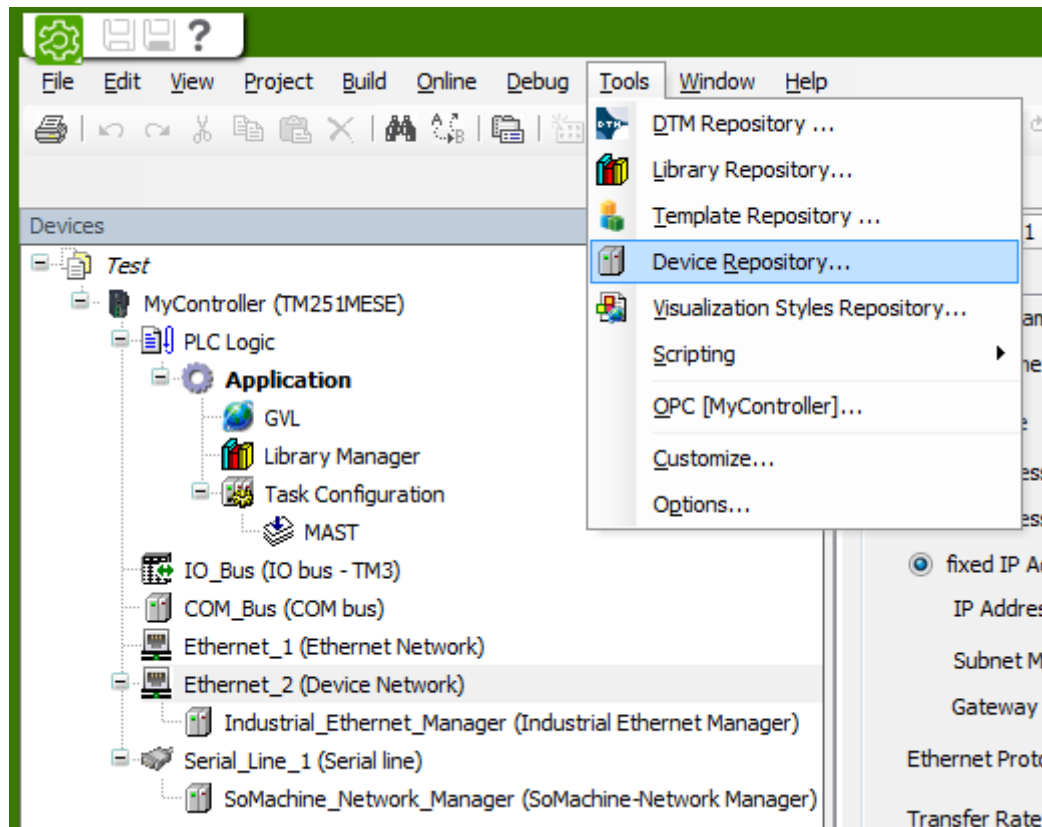 ?
File Edit View Project Build Online Debug Tools Window Help
DTM Repository ...
Library Repository...
Template Repository ...
Device Repository...
Visualization Styles Repository...
Scripting
OPC [MyController]...
Customize...
Options...
Devices
Test
MyController (TM251MESE)
PLC Logic
Application
GVL
Library Manager
Task Configuration
MAST
IO_Bus (IO bus - TM3)
COM_Bus (COM bus)
Ethernet_1 (Ethernet Network)
Ethernet_2 (Device Network)
Industrial_Ethernet_Manager (Industrial Ethernet Manager)
Serial_Line_1 (Serial line)
SoMachine_Network_Manager (SoMachine-Network Manager)
1
fixed IP
IP
Subnet
Gateway
Ethernet
Transfer Rate